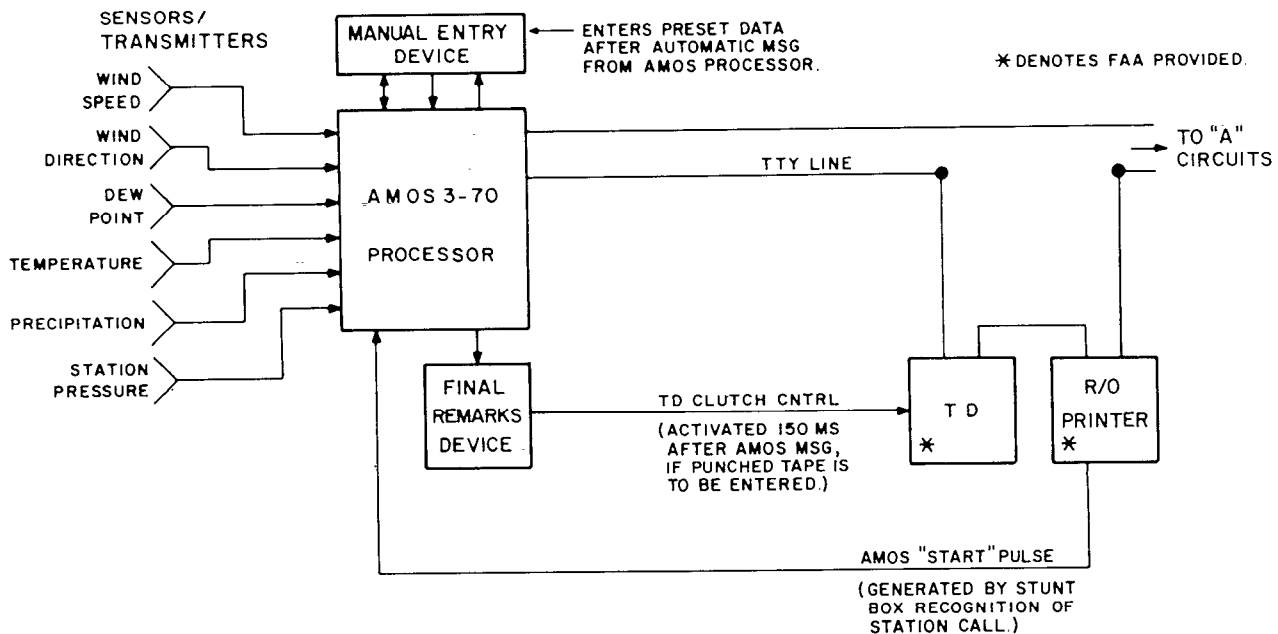 SENSORS/
TRANSMITTERS
WIND
SPEED
WIND
DIRECTION
DEW
POINT
TEMPERATURE
PRECIPITATION
STATION
PRESSURE
MANUAL ENTRY
DEVICE
ENTERS PRESET DATA
AFTER AUTOMATIC MSG
FROM AMOS PROCESSOR.
* DENOTES FAA PROVIDED.
AMOS 3-70
PROCESSOR
TTY LINE
TO "A"
CIRCUITS
FINAL
REMARKS
DEVICE
TD CLUTCH CNTRL
(ACTIVATED 150 MS
AFTER AMOS MSG,
IF PUNCHED TAPE IS
TO BE ENTERED.)
TD
*
R/O
PRINTER
*
AMOS "START" PULSE
(GENERATED BY STUNT
BOX RECOGNITION OF
STATION CALL.)